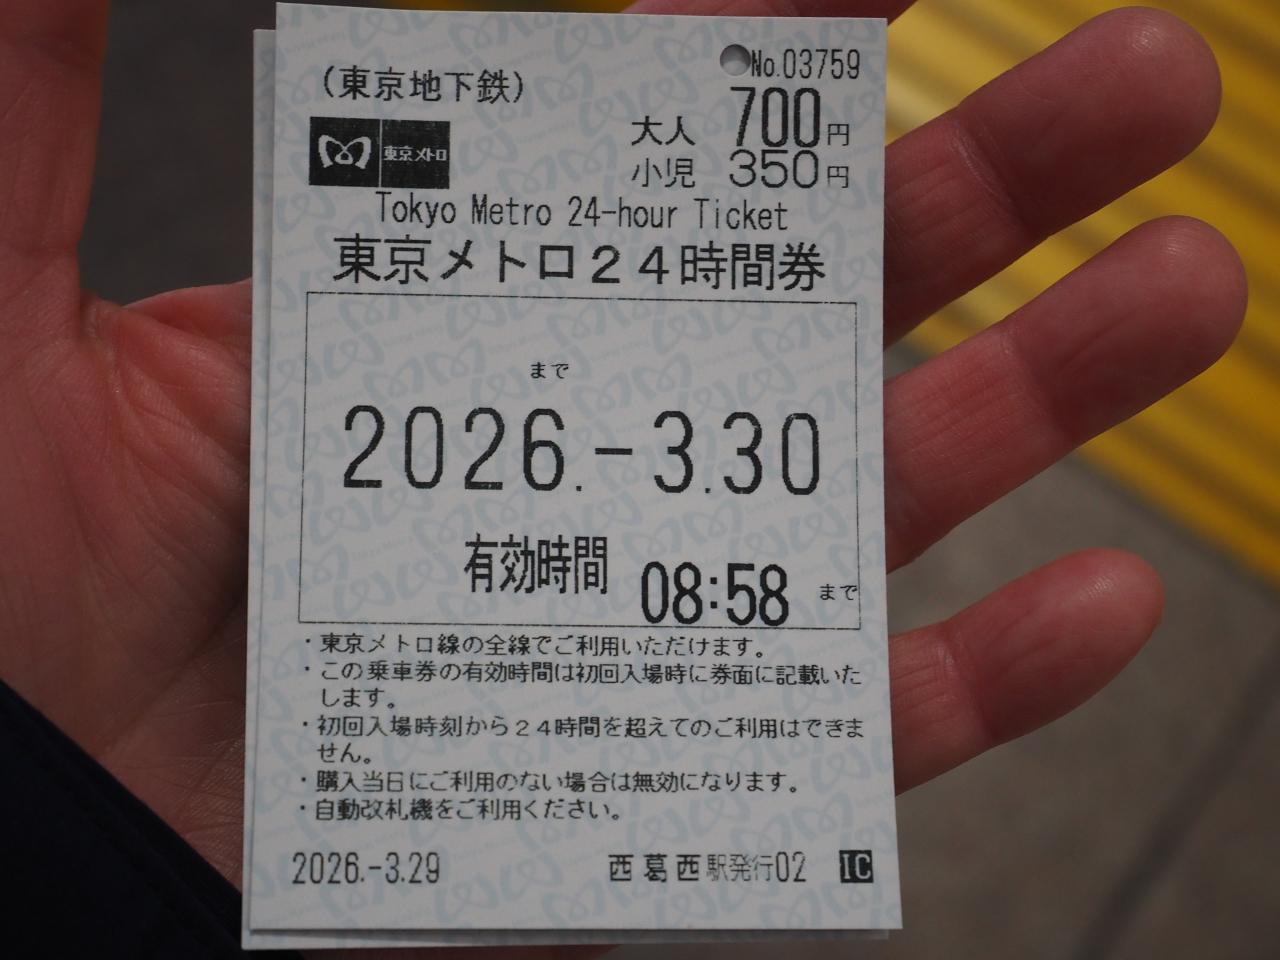 No.03759
(東京地下鉄)
大人 700円
東京メトロ
小児 350円
Tokyo Metro 24-hour Ticket
東京メトロ24時間券
まで
2026.-3.30
有効時間 08:58 まで
・東京メトロ線の全線でご利用いただけます。
・この乗車券の有効時間は初回入場時に券面に記載いた
します。
・初回入場時刻から24時間を超えてのご利用はできま
せん。
・購入当日にご利用のない場合は無効になります。
・自動改札機をご利用ください。
2026.-3.29 西葛西駅発行02 IC